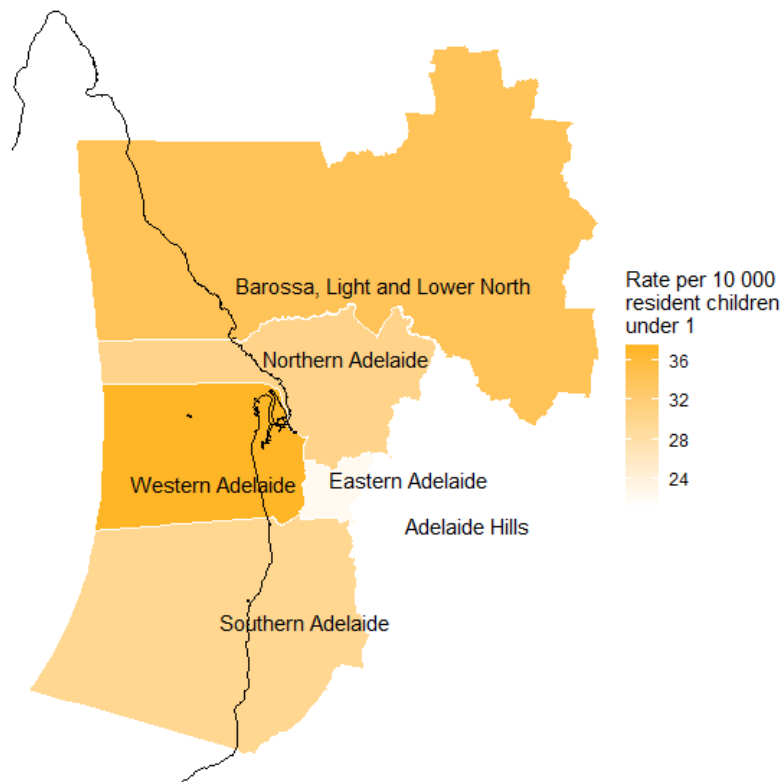 Barossa, Light and Lower North
Northern Adelaide
Western Adelaide
Eastern Adelaide
Adelaide Hills
Southern Adelaide
Rate per 10 000
resident children
under 1
36
32
28
24